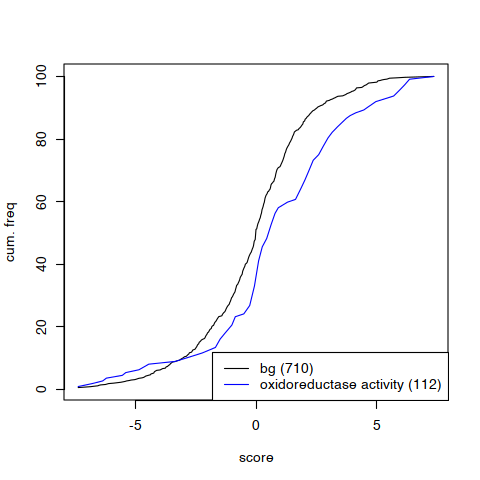 100
80
60
40
20
0
cum. freq
bg (710)
oxidoreductase activity (112)
-5
0
5
score